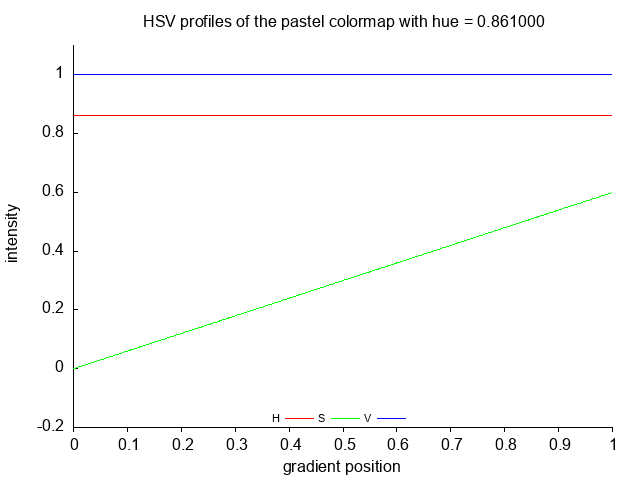 HSV profiles of the pastel colormap with hue = 0.861000
1
0.8
0.6
0.4
0.2
0
-0.2
intensity
H S V
0 0.1 0.2 0.3 0.4 0.5 0.6 0.7 0.8 0.9 1
gradient position